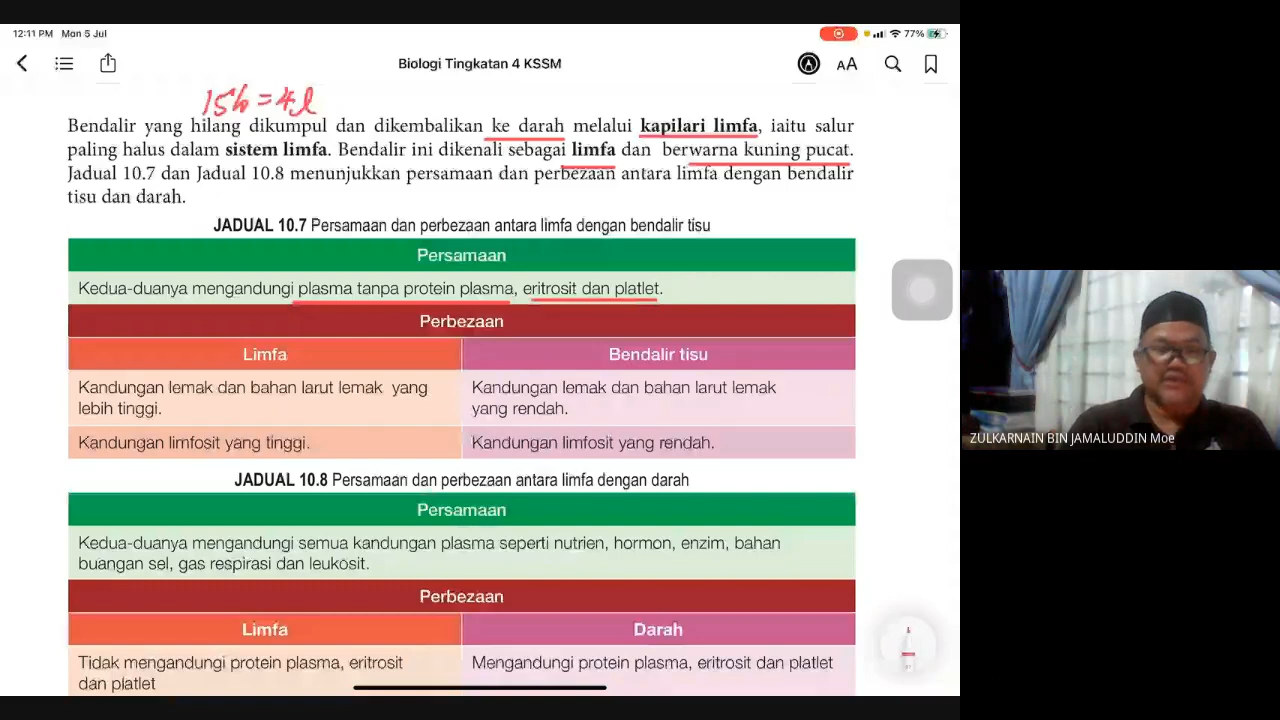 12:11 PM Mon 5 Jul
77%
Biologi Tingkatan 4 KSSM
AA
15% = 4l
Bendalir yang hilang dikumpul dan dikembalikan ke darah melalui kapilari limfa, iaitu salur
paling halus dalam sistem limfa. Bendalir ini dikenali sebagai limfa dan berwarna kuning pucat.
Jadual 10.7 dan Jadual 10.8 menunjukkan persamaan dan perbezaan antara limfa dengan bendalir
tisu dan darah.
JADUAL 10.7 Persamaan dan perbezaan antara limfa dengan bendalir tisu
Persamaan
Kedua-duanya mengandungi plasma tanpa protein plasma, eritrosit dan platlet.
Perbezaan
Limfa Bendalir tisu
Kandungan lemak dan bahan larut lemak yang
lebih tinggi.
Kandungan lemak dan bahan larut lemak
yang rendah.
Kandungan limfosit yang tinggi. Kandungan limfosit yang rendah.
JADUAL 10.8 Persamaan dan perbezaan antara limfa dengan darah
Persamaan
Kedua-duanya mengandungi semua kandungan plasma seperti nutrien, hormon, enzim, bahan
buangan sel, gas respirasi dan leukosit.
Perbezaan
Limfa Darah
Tidak mengandungi protein plasma, eritrosit
dan platlet
Mengandungi protein plasma, eritrosit dan platlet
ZULKARNAIN BIN JAMALUDDIN Moe